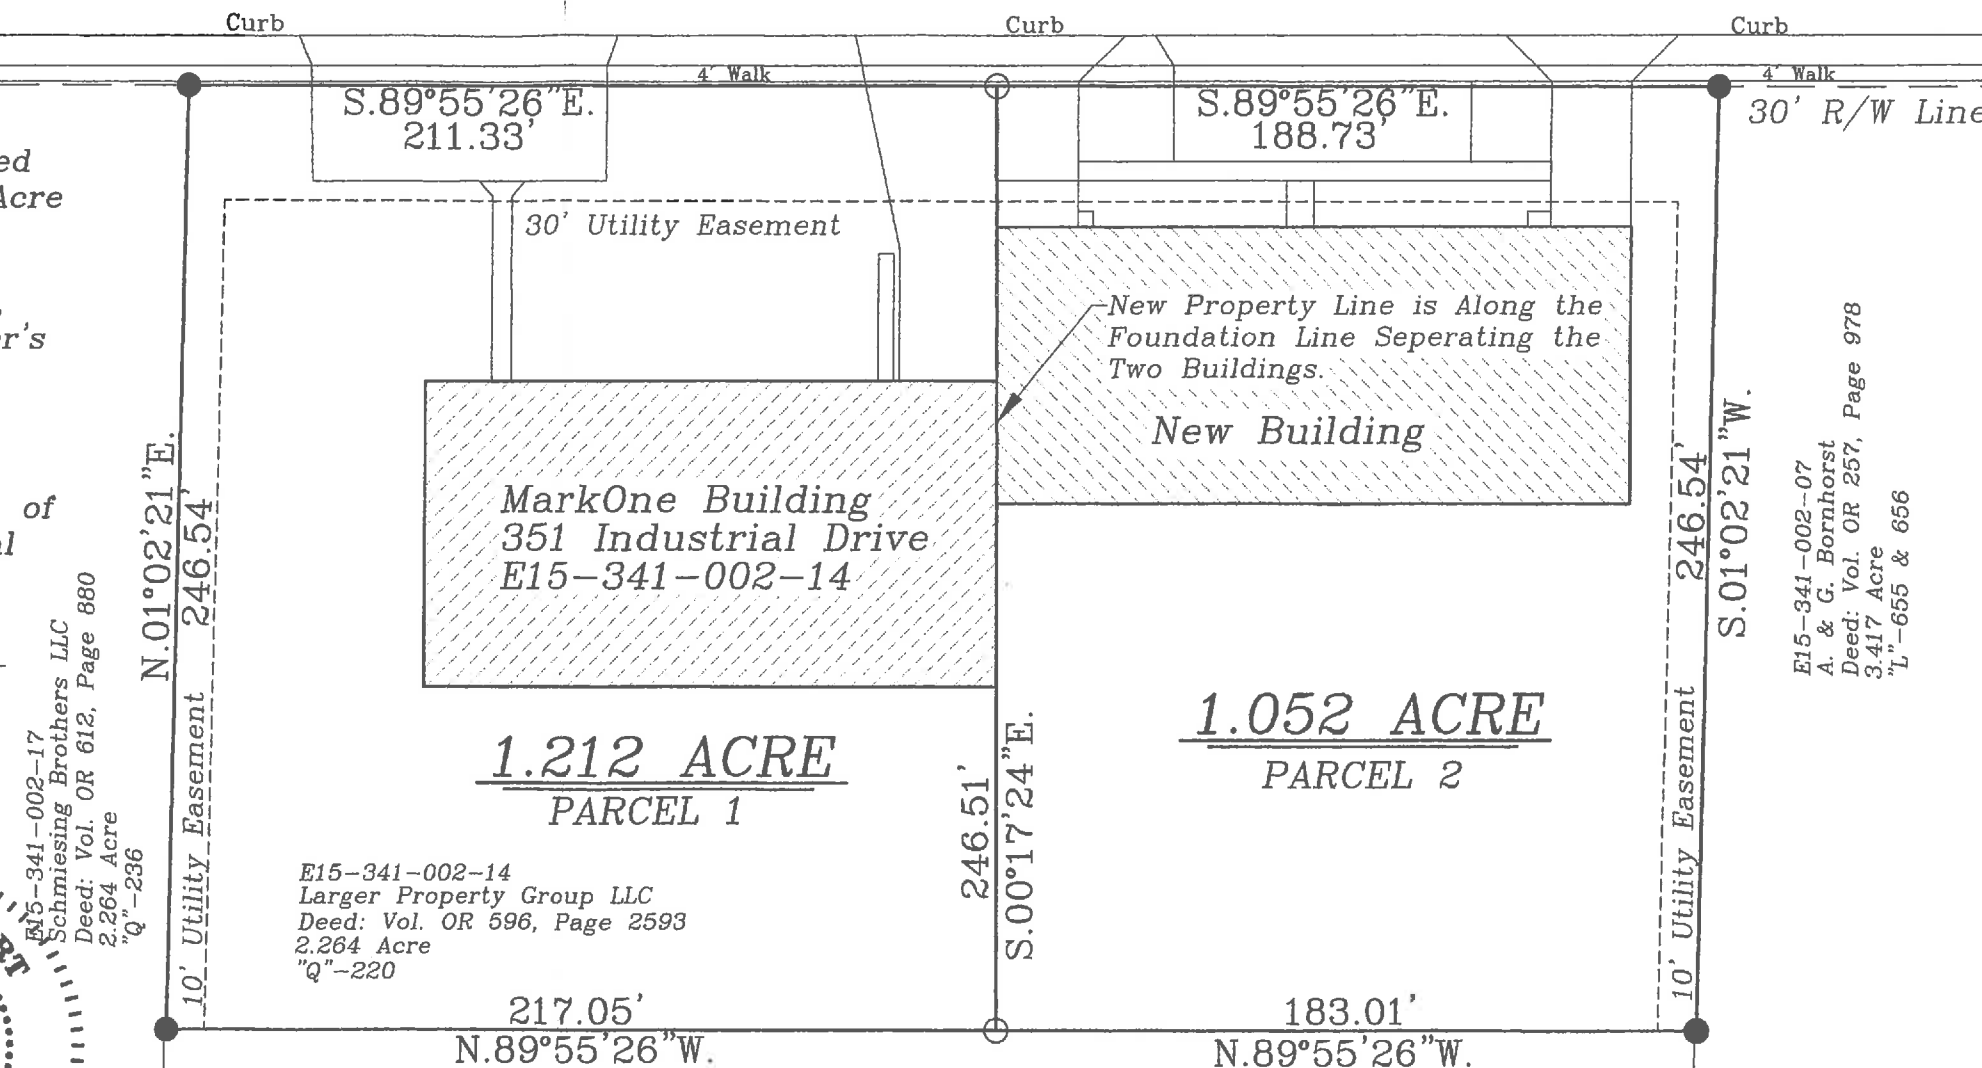 Curb
Curb
Curb
4' Walk
4' Walk
S.89°55'26"E.
211.33'
S.89°55'26"E.
188.73'
30' R/W Line
ed
Acre
r's
of
30' Utility Easement
New Property Line is Along the
Foundation Line Seperating the
Two Buildings.
New Building
MarkOne Building
351 Industrial Drive
E15-341-002-14
N.01°02'21"E.
246.54'
246.54'
S.01°02'21"W.
E15-341-002-07
A. & G. Bornhorst
Deed: Vol. OR 257, Page 978
3.417 Acre
"L"-655 & 656
E15-341-002-17
Schmiesing Brothers LLC
Deed: Vol. OR 612, Page 880
2.264 Acre
"Q"-236
10' Utility Easement
1.212 ACRE
PARCEL 1
1.052 ACRE
PARCEL 2
246.51'
S.00°17'24"E.
10' Utility Easement
E15-341-002-14
Larger Property Group LLC
Deed: Vol. OR 596, Page 2593
2.264 Acre
"Q"-220
RT
217.05'
N.89°55'26"W.
183.01'
N.89°55'26"W.